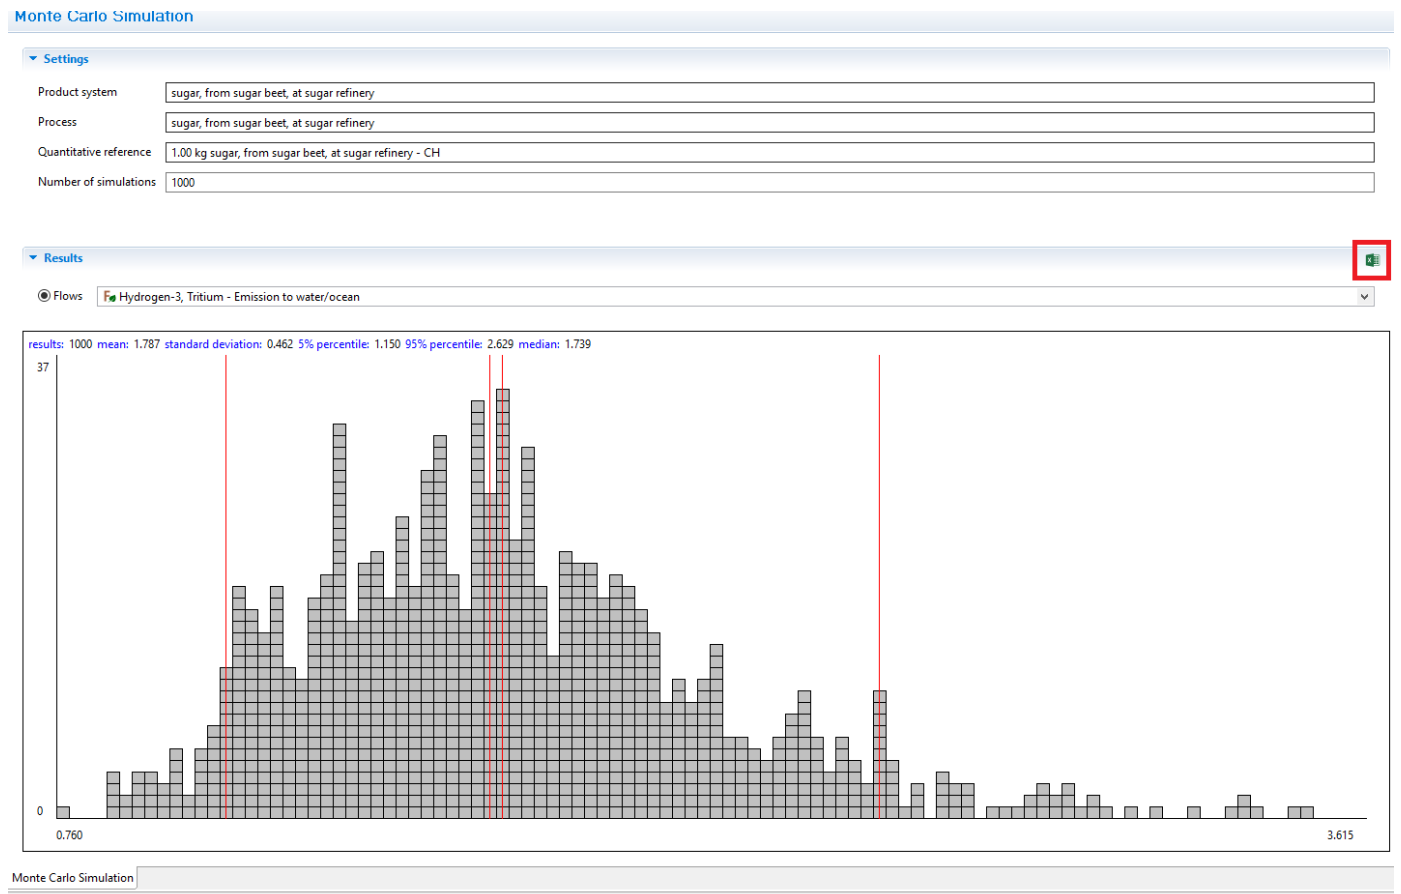 Monte Carlo Simulation
Settings
Product system sugar, from sugar beet, at sugar refinery
Process sugar, from sugar beet, at sugar refinery
Quantitative reference 1.00 kg sugar, from sugar beet, at sugar refinery - CH
Number of simulations 1000
Results
Flows Hydrogen-3, Tritium - Emission to water/ocean
results: 1000 mean: 1.787 standard deviation: 0.462 5% percentile: 1.150 95% percentile: 2.629 median: 1.739
37
0
0.760 3.615
Monte Carlo Simulation